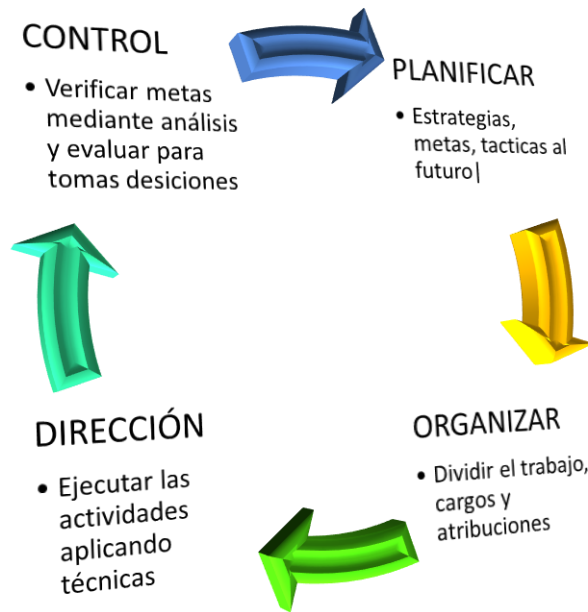 CONTROL
• Verificar metas
mediante análisis
y evaluar para
tomas desiciones
PLANIFICAR
• Estrategias,
metas, tacticas al
futuro
ORGANIZAR
• Dividir el trabajo,
cargos y
atribuciones
DIRECCIÓN
• Ejecutar las
actividades
aplicando
técnicas